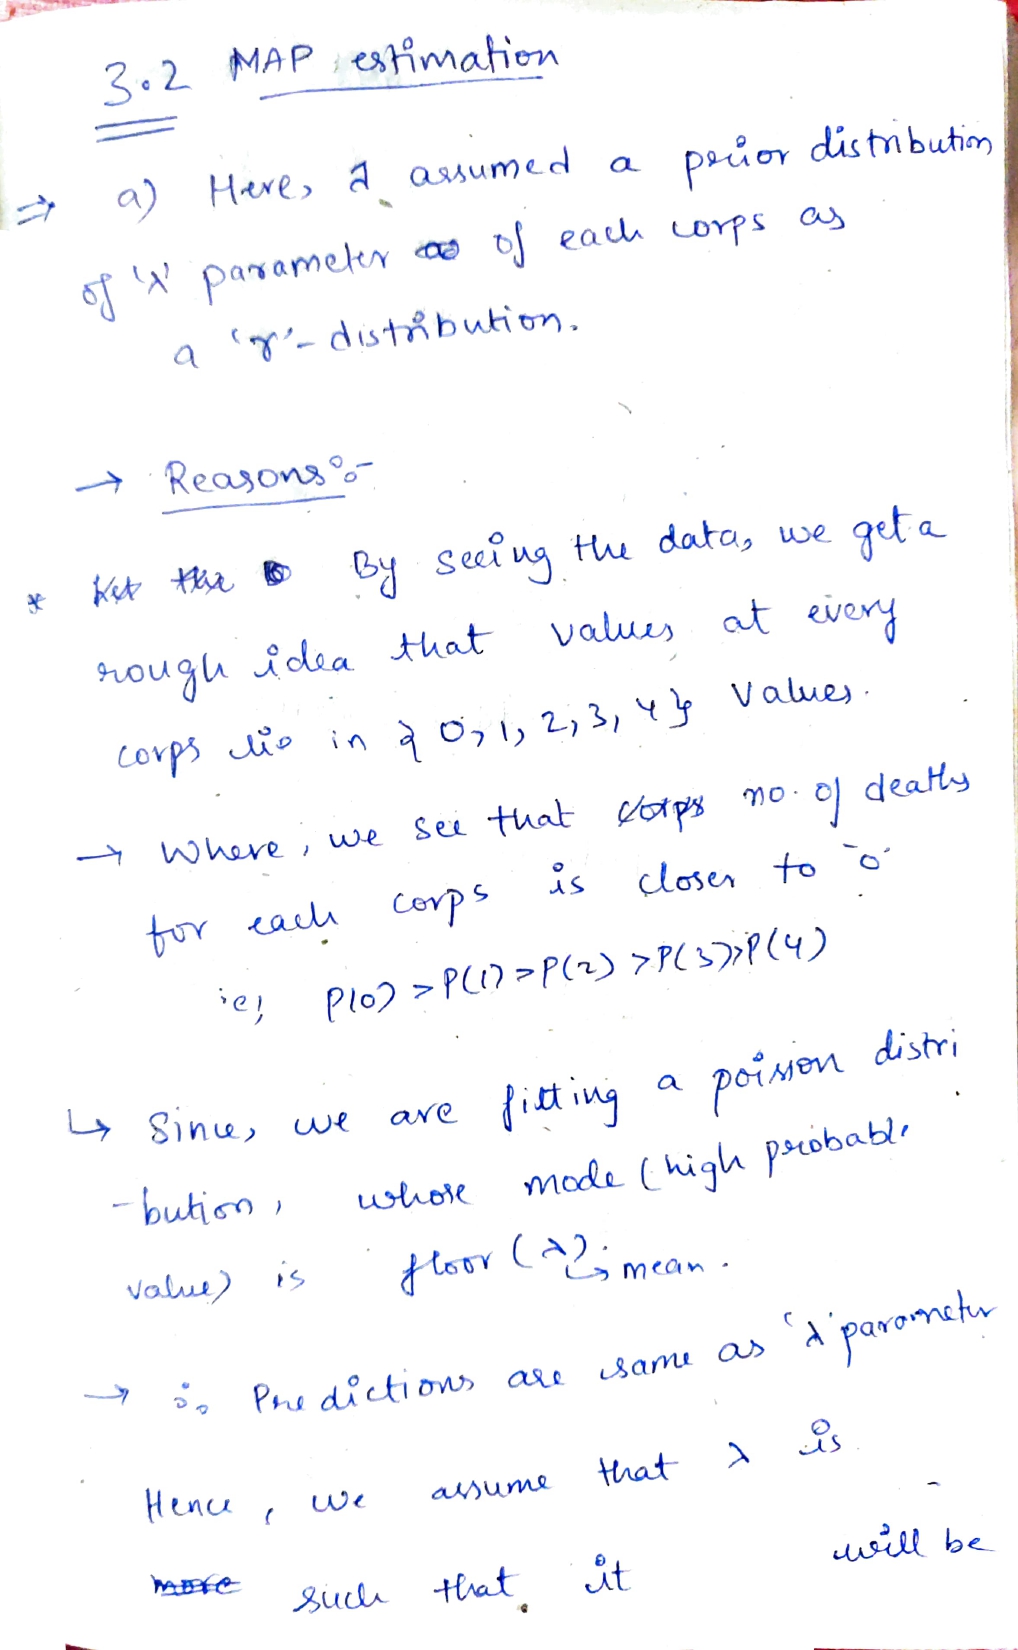 3.2 MAP estimation
⇒ a) Here, I assumed a prior distribution
of 'λ' parameter of each corps as
a 'γ'- distribution.
→ Reasons :-
* By seeing the data, we get a
rough idea that values at every
corps lie in {0, 1, 2, 3, 4} values.
→ Where, we see that no. of deaths
for each corps is closer to '0'
ie; P(0) > P(1) > P(2) > P(3) > P(4)
↳ Since, we are fitting a poission distri
-bution, whose mode (high probable
value) is floor (λ) ↳ mean.
→ ∴ Predictions are same as 'λ' parameter
Hence, we assume that λ is
such that it will be